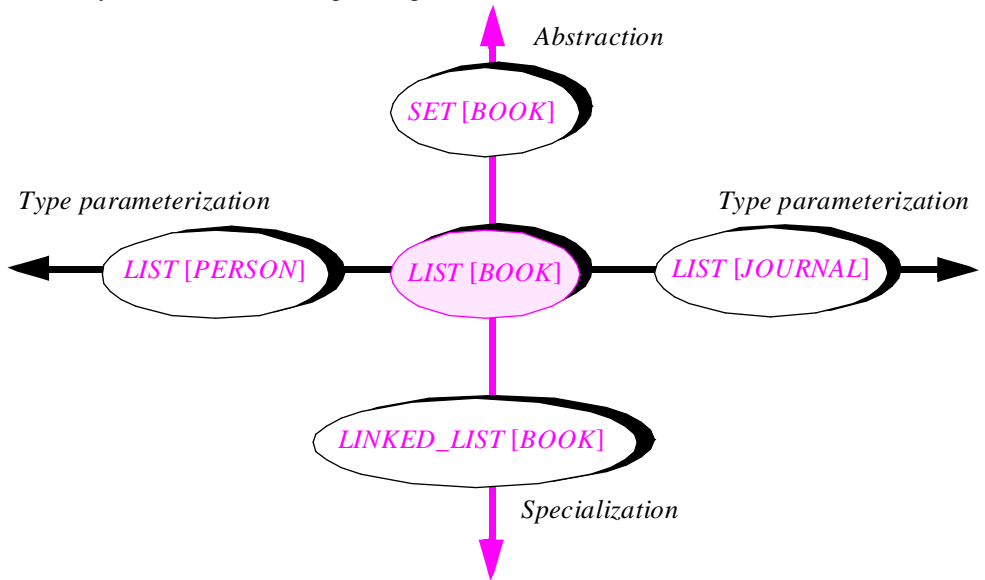 Abstraction
SET [BOOK]
Type parameterization
Type parameterization
LIST [PERSON]
LIST [BOOK]
LIST [JOURNAL]
LINKED_LIST [BOOK]
Specialization